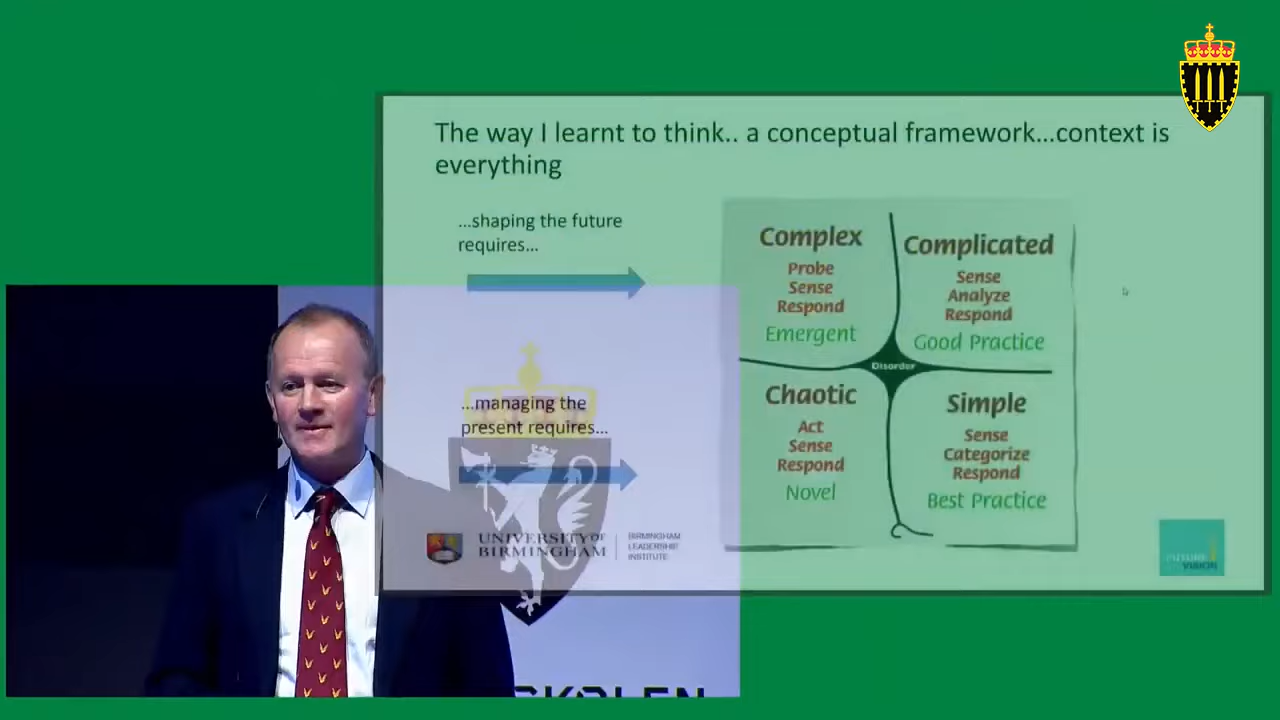 The way I learnt to think.. a conceptual framework...context is
everything
...shaping the future
requires...
Complex
Probe
Sense
Respond
Emergent
Complicated
Sense
Analyze
Respond
Good Practice
Disorder
...managing the
present requires...
Chaotic
Act
Sense
Respond
Novel
Simple
Sense
Categorize
Respond
Best Practice
UNIVERSITY OF
BIRMINGHAM
BIRMINGHAM
LEADERSHIP
INSTITUTE
FUTURE
VISION
SKOLEN